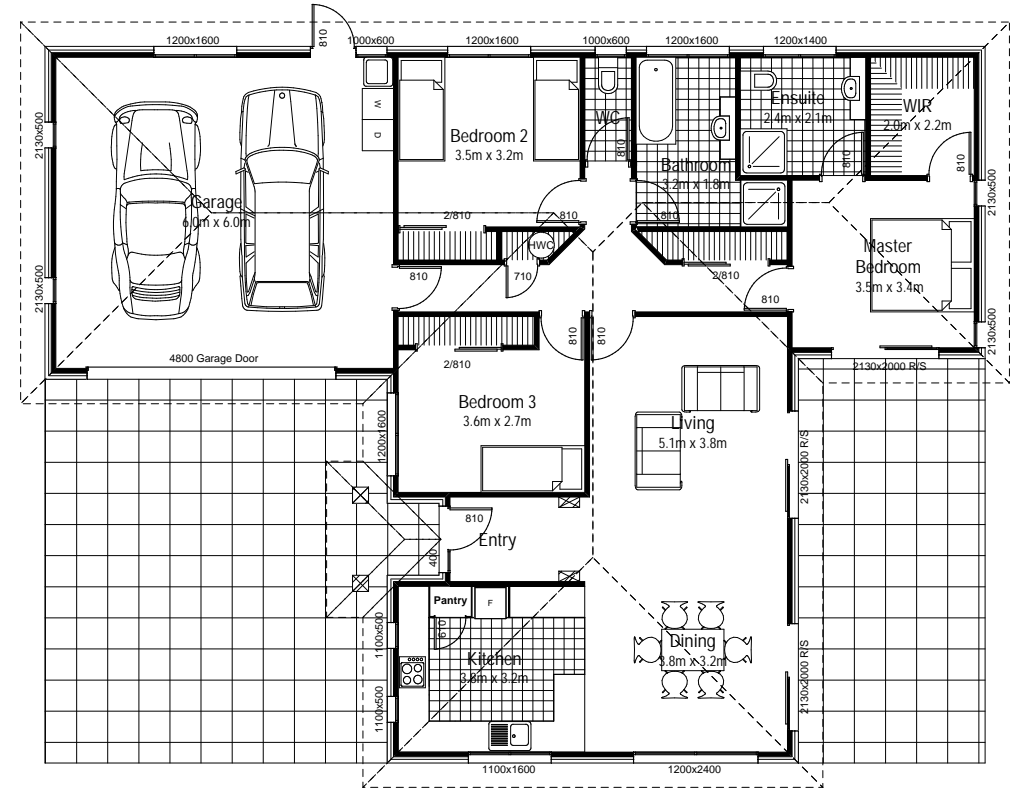 810
1200x1600
1000x600
1200x1600
1000x600
1200x1600
1200x1400
2130x500
W
D
Bedroom 2
3.5m x 3.2m
WC
810
Bathroom
3.2m x 1.8m
Ensuite
2.4m x 2.1m
810
WIR
2.0m x 2.2m
810
2130x500
Garage
6.0m x 6.0m
2/810
810
810
HWC
710
810
2/810
810
Master
Bedroom
3.5m x 3.4m
2130x500
2130x500
4800 Garage Door
2/810
810
810
2130x2000 R/S
Bedroom 3
3.6m x 2.7m
1200x1600
Living
5.1m x 3.8m
2130x2000 R/S
810
Entry
400
Pantry
F
610
1100x500
Kitchen
3.8m x 3.2m
Dining
3.8m x 3.2m
1100x500
2130x2000 R/S
1100x1600
1200x2400